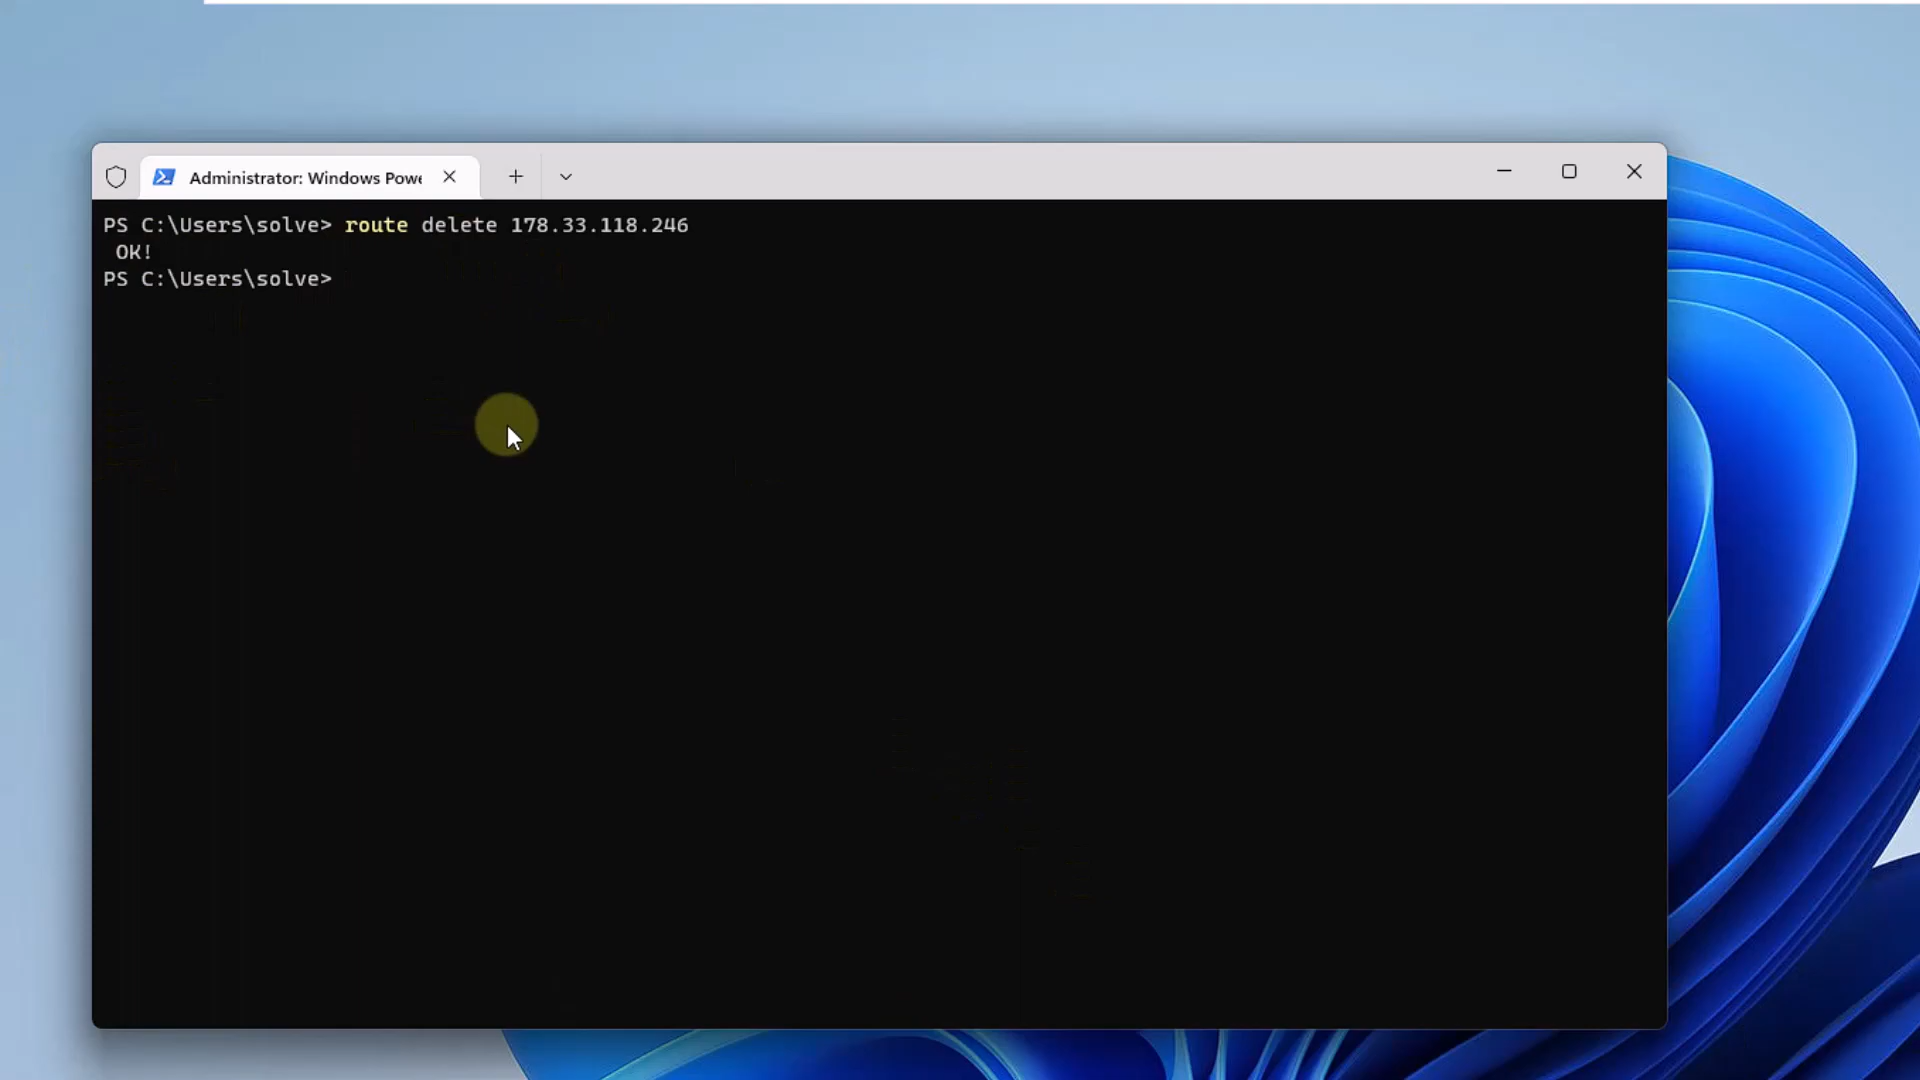 Administrator: Windows Powe
PS C:\Users\solve> route delete 178.33.118.246
OK!
PS C:\Users\solve>